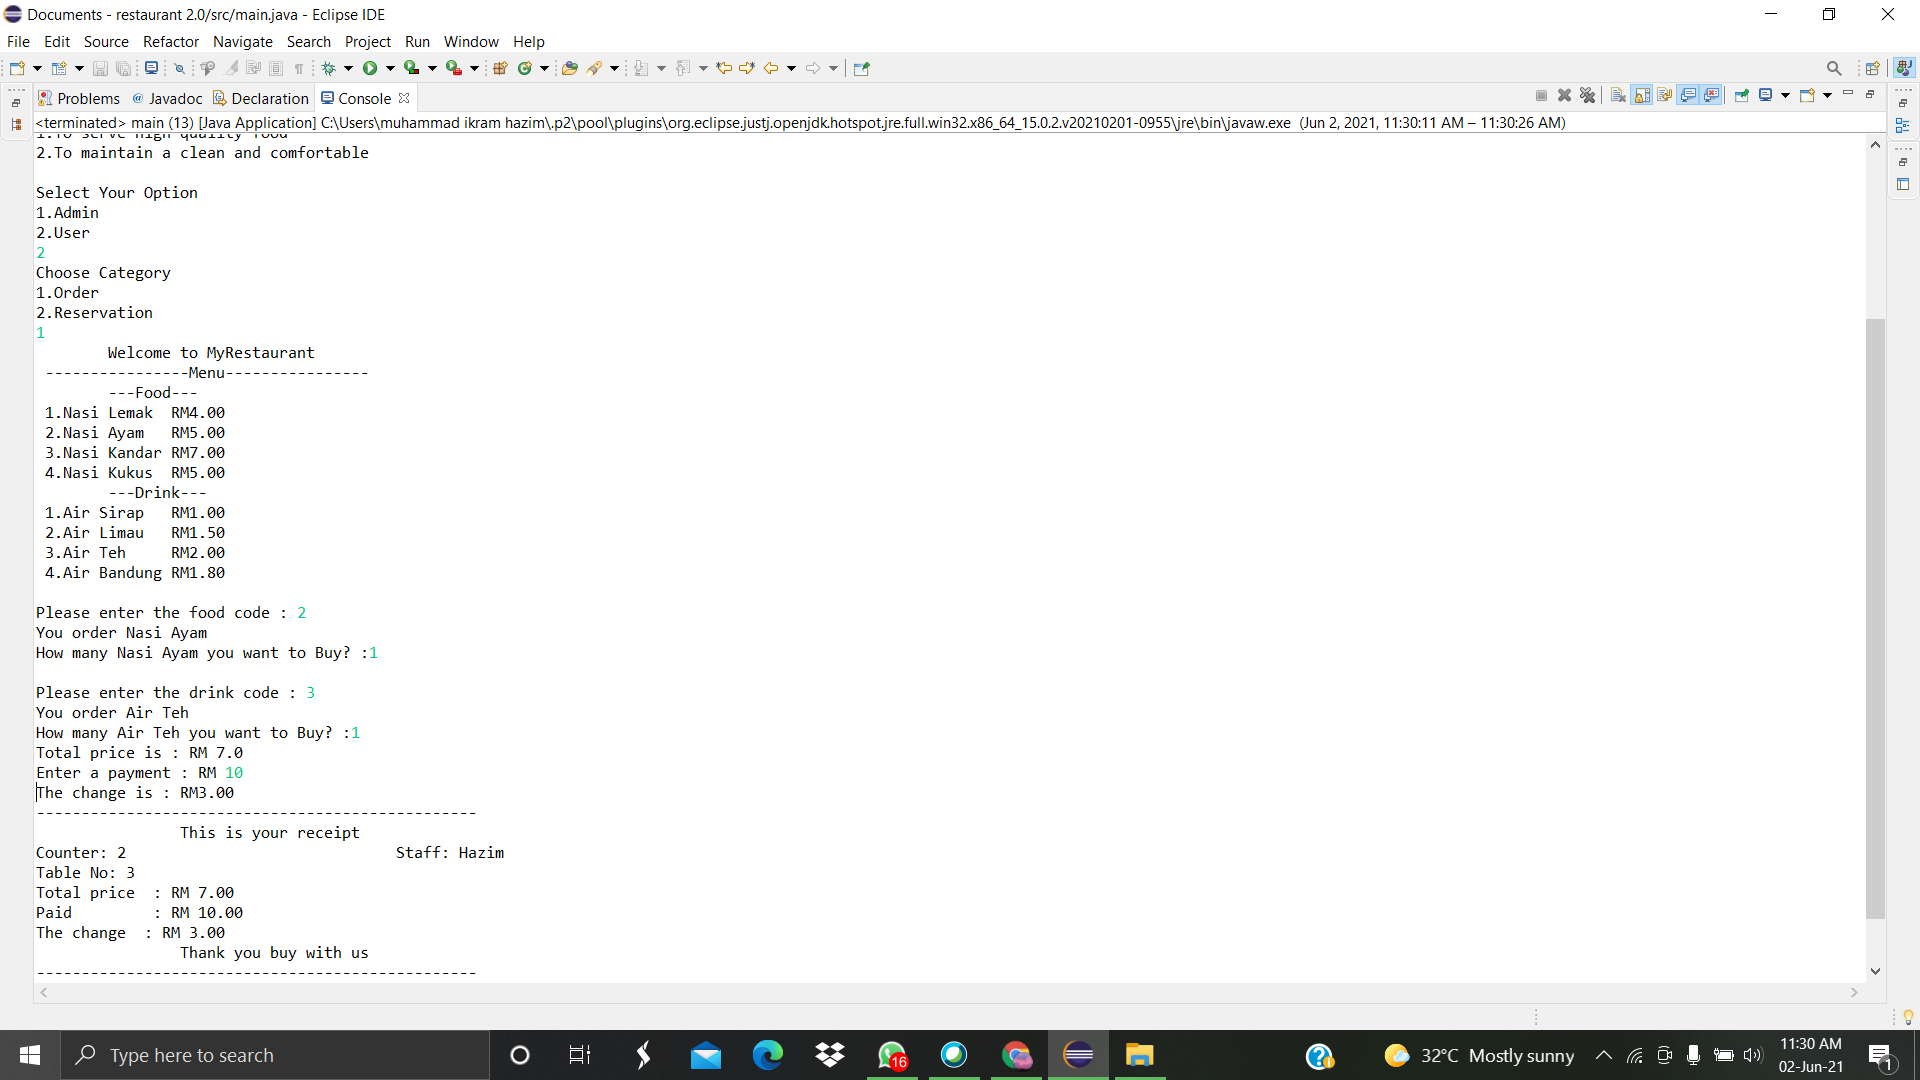 Documents - restaurant 2.0/src/main.java - Eclipse IDE
File Edit Source Refactor Navigate Search Project Run Window Help
Problems @ Javadoc Declaration Console
<terminated> main (13) [Java Application] C:\Users\muhammad ikram hazim\.p2\pool\plugins\org.eclipse.justj.openjdk.hotspot.jre.full.win32.x86_64_15.0.2.v20210201-0955\jre\bin\javaw.exe (Jun 2, 2021, 11:30:11 AM – 11:30:26 AM)
1.To serve high quality food
2.To maintain a clean and comfortable
Select Your Option
1.Admin
2.User
2
Choose Category
1.Order
2.Reservation
1
Welcome to MyRestaurant
----------------Menu----------------
---Food---
1.Nasi Lemak RM4.00
2.Nasi Ayam RM5.00
3.Nasi Kandar RM7.00
4.Nasi Kukus RM5.00
---Drink---
1.Air Sirap RM1.00
2.Air Limau RM1.50
3.Air Teh RM2.00
4.Air Bandung RM1.80
Please enter the food code : 2
You order Nasi Ayam
How many Nasi Ayam you want to Buy? :1
Please enter the drink code : 3
You order Air Teh
How many Air Teh you want to Buy? :1
Total price is : RM 7.0
Enter a payment : RM 10
The change is : RM3.00
-------------------------------------------------
This is your receipt
Counter: 2 Staff: Hazim
Table No: 3
Total price : RM 7.00
Paid : RM 10.00
The change : RM 3.00
Thank you buy with us
-------------------------------------------------
Type here to search
16
32°C Mostly sunny
11:30 AM
02-Jun-21
1